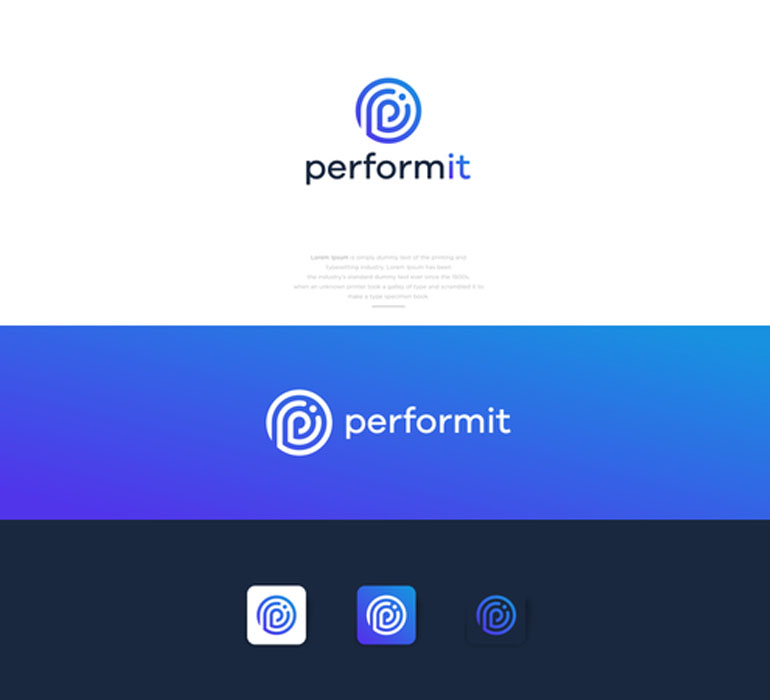 performit
Lorem Ipsum is simply dummy text of the printing and
typesetting industry. Lorem Ipsum has been
the industry's standard dummy text ever since the 1500s,
when an unknown printer took a galley of type and scrambled it to
make a type specimen book
performit